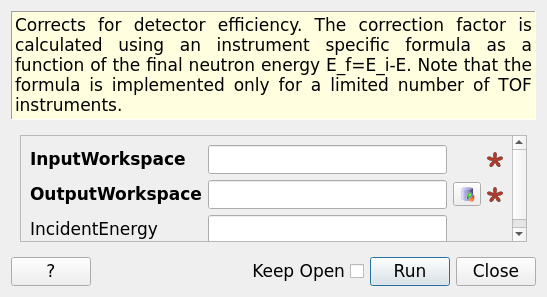 Corrects for detector efficiency. The correction factor is
calculated using an instrument specific formula as a
function of the final neutron energy E_f=E_i-E. Note that the
formula is implemented only for a limited number of TOF
instruments.
InputWorkspace
OutputWorkspace
IncidentEnergy
? Keep Open Run Close